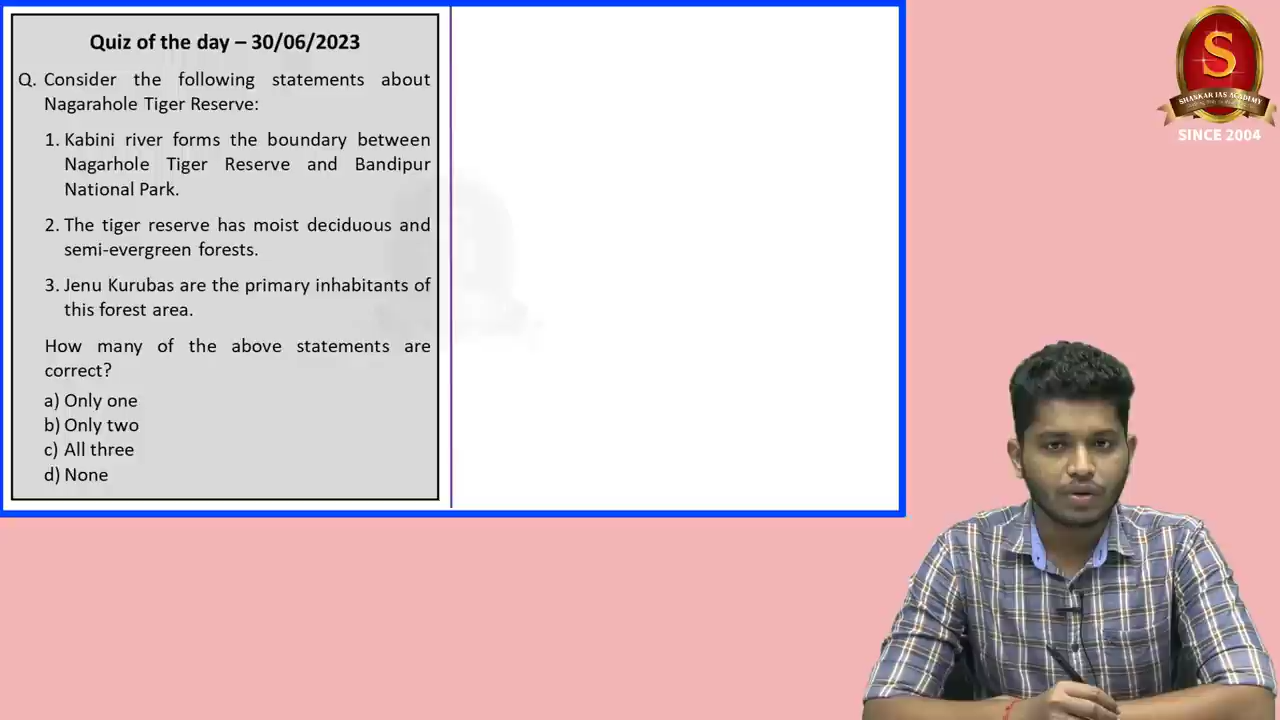 Quiz of the day – 30/06/2023
Q. Consider the following statements about
Nagarahole Tiger Reserve:
1. Kabini river forms the boundary between
Nagarhole Tiger Reserve and Bandipur
National Park.
2. The tiger reserve has moist deciduous and
semi-evergreen forests.
3. Jenu Kurubas are the primary inhabitants of
this forest area.
How many of the above statements are
correct?
a) Only one
b) Only two
c) All three
d) None
S
SHANKAR IAS ACADEMY
SINCE 2004